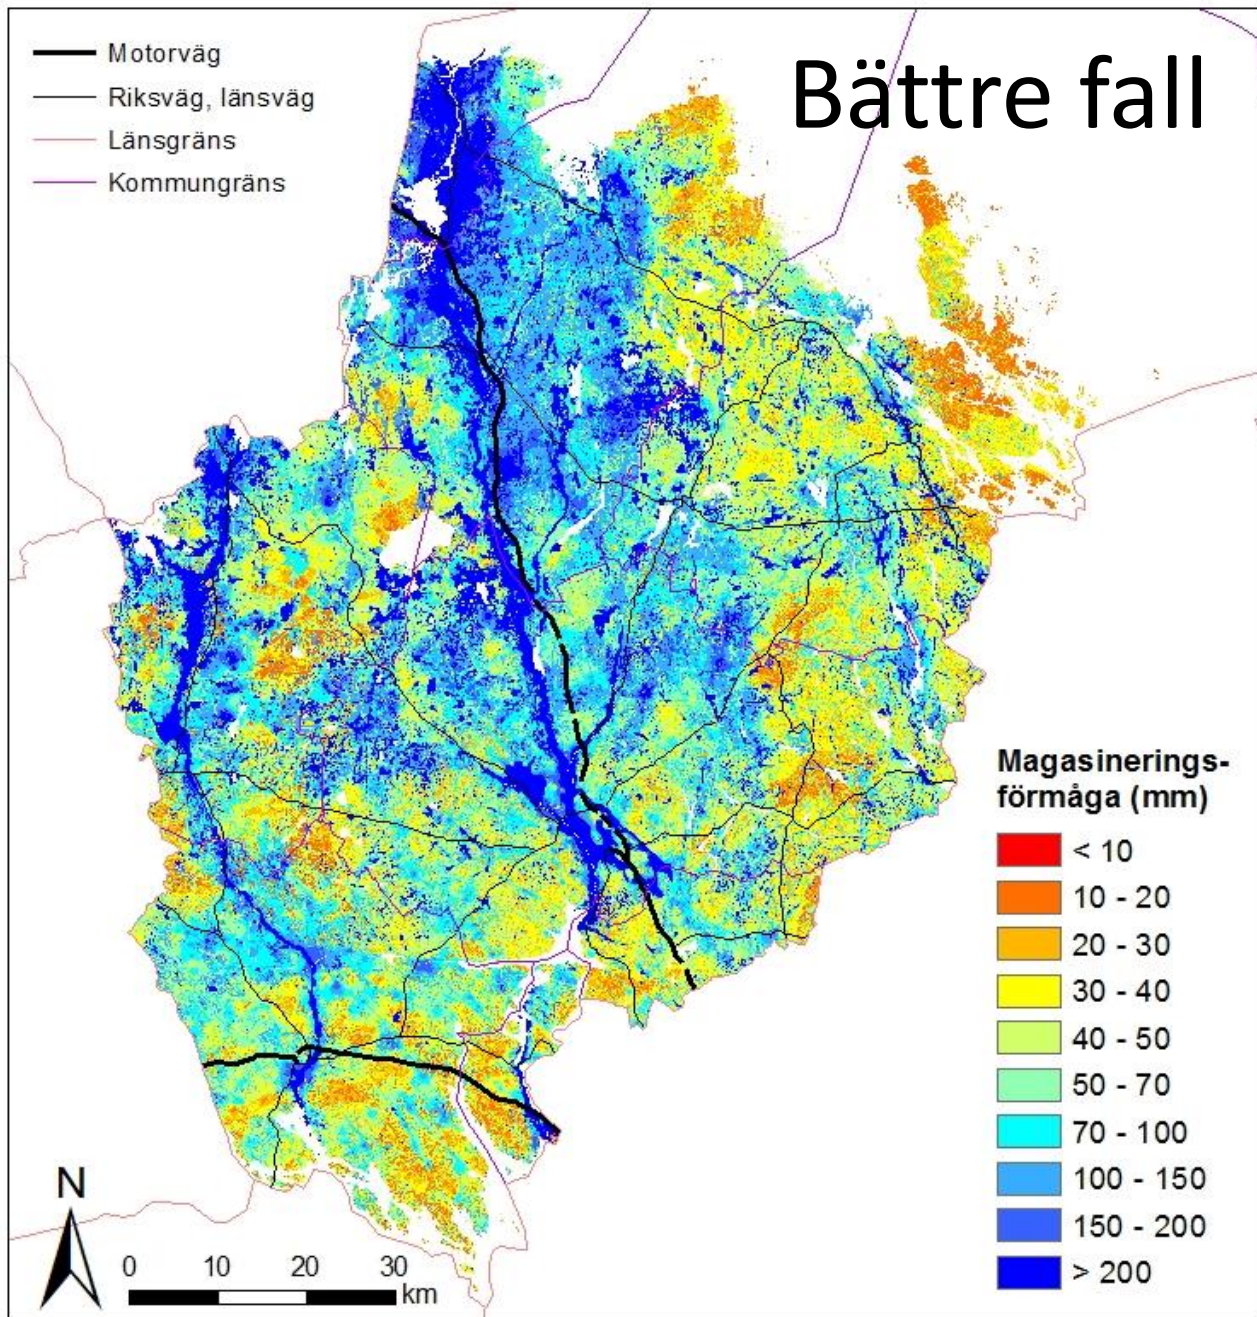 Motorväg
Riksväg, länsväg
Länsgräns
Kommungräns
Bättre fall
Magasinerings-
förmåga (mm)
< 10
10 - 20
20 - 30
30 - 40
40 - 50
50 - 70
70 - 100
100 - 150
150 - 200
> 200
N
0 10 20 30
km